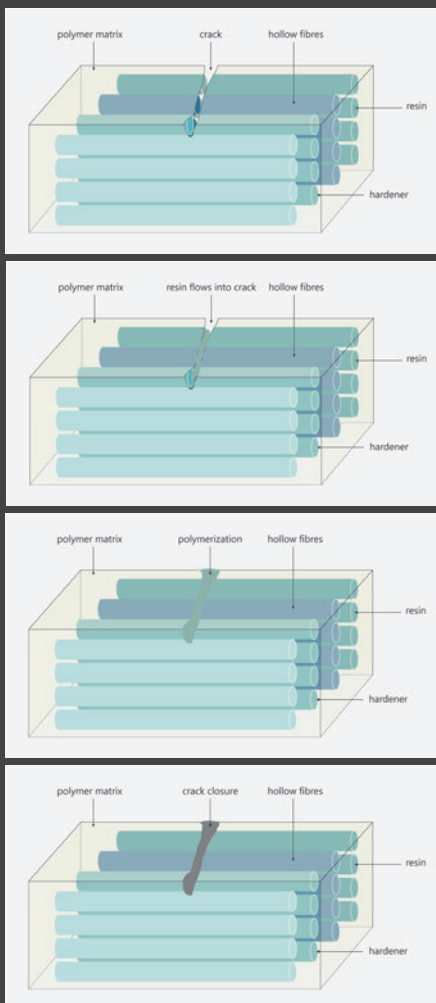 polymer matrix crack hollow fibres
resin
hardener
polymer matrix resin flows into crack hollow fibres
resin
hardener
polymer matrix polymerization hollow fibres
resin
hardener
polymer matrix crack closure hollow fibres
resin
hardener